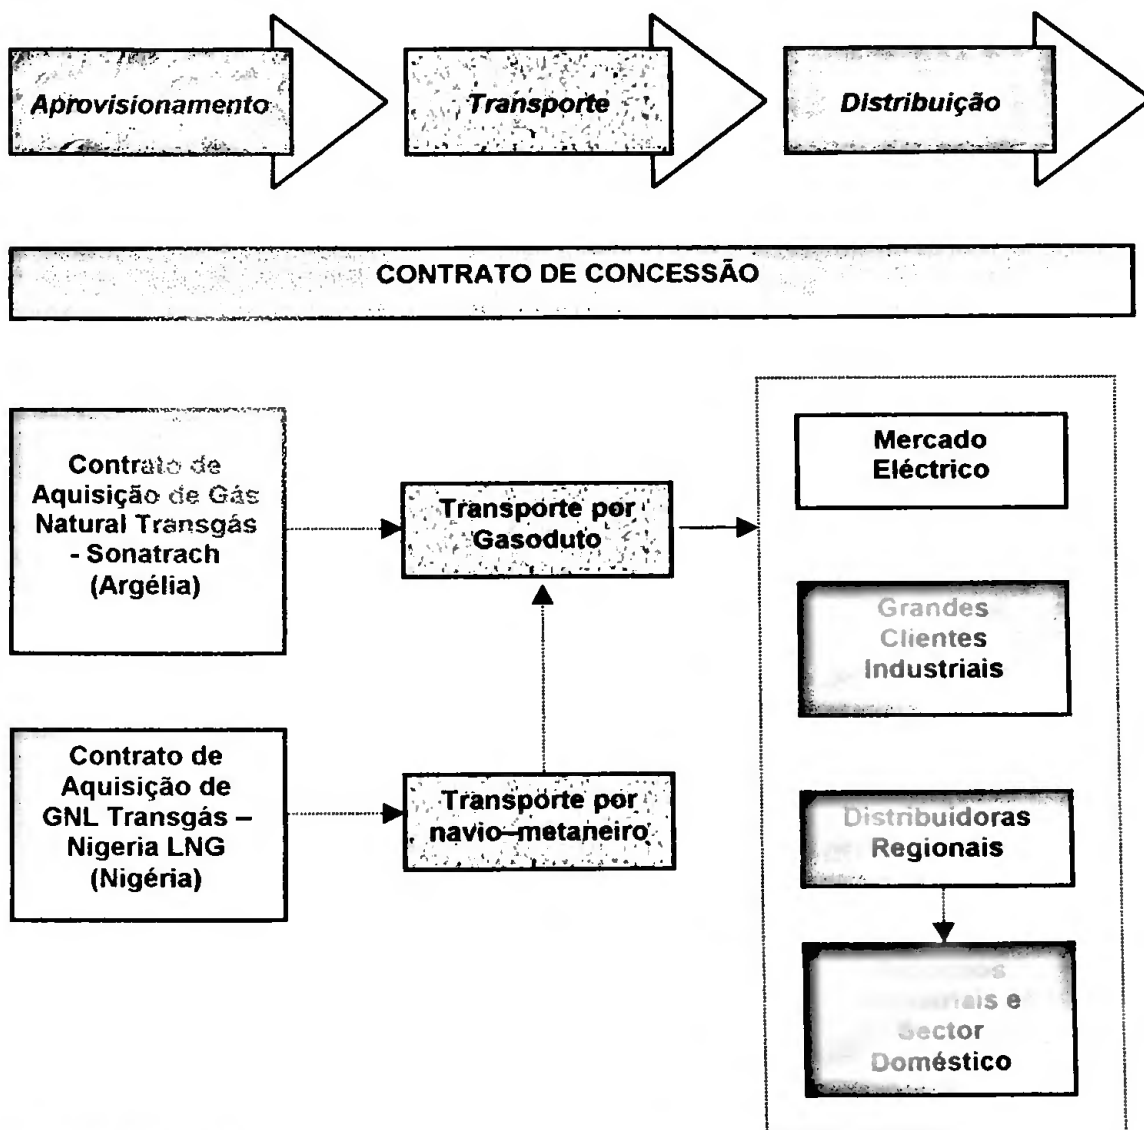 Aprovisionamento
Transporte
Distribuição
CONTRATO DE CONCESSÃO
Contrato de
Aquisição de Gás
Natural Transgás
- Sonatrach
(Argélia)
Transporte por
Gasoduto
Mercado
Eléctrico
Grandes
Clientes
Industriais
Contrato de
Aquisição de
GNL Transgás –
Nigeria LNG
(Nigéria)
Transporte por
navio–metaneiro
Distribuidoras
Regionais
e
Sector
Doméstico